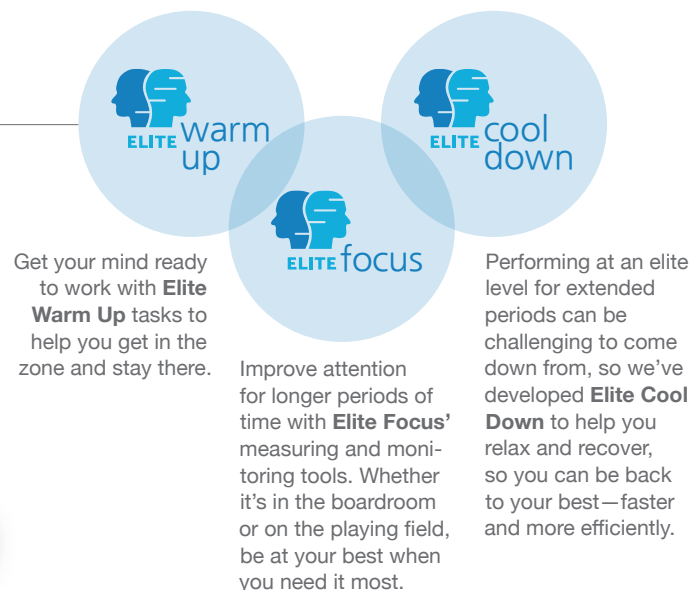 ELITE warm
up
ELITE cool
down
ELITE focus
Get your mind ready
to work with Elite
Warm Up tasks to
help you get in the
zone and stay there.
Improve attention
for longer periods of
time with Elite Focus’
measuring and moni-
toring tools. Whether
it’s in the boardroom
or on the playing field,
be at your best when
you need it most.
Performing at an elite
level for extended
periods can be
challenging to come
down from, so we’ve
developed Elite Cool
Down to help you
relax and recover,
so you can be back
to your best—faster
and more efficiently.